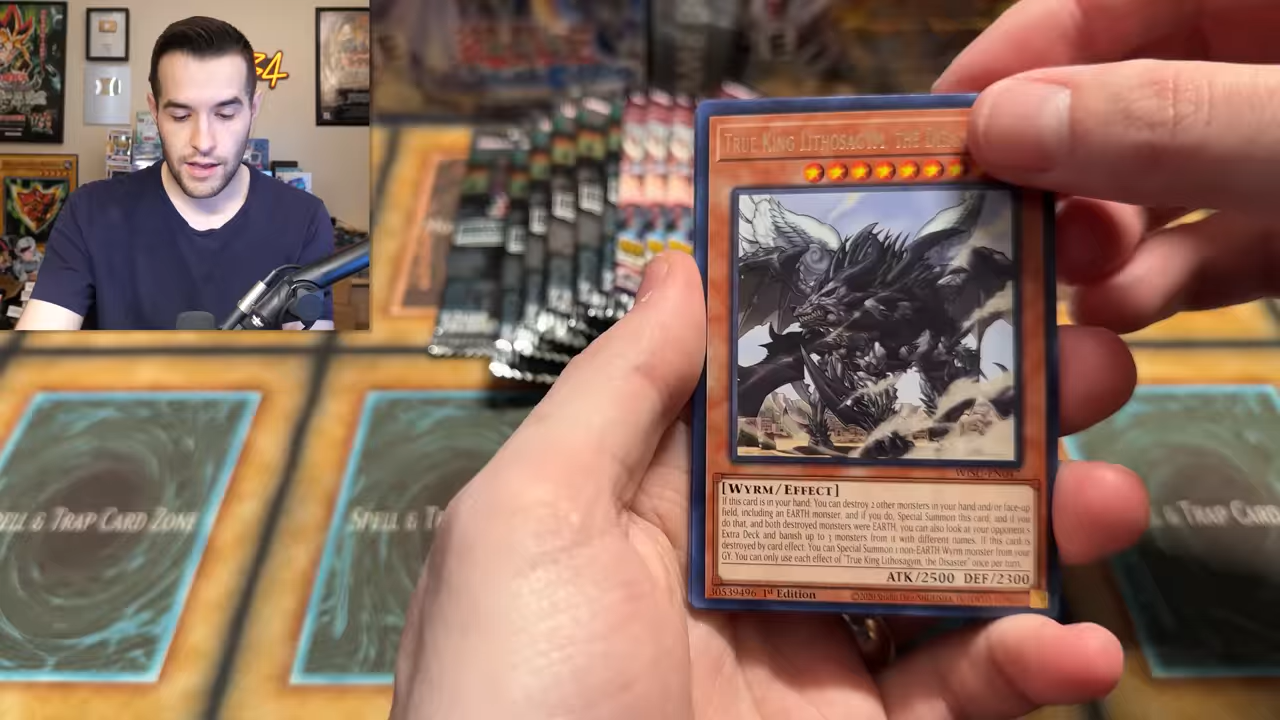 34
True King Lithosagym, the Disa
[Wyrm/Effect]
If this card is in your hand: You can destroy 2 other monsters in your hand and/or face-up
field, including an EARTH monster, and if you do, Special Summon this card, and if you
do that, and both destroyed monsters were EARTH, you can also look at your opponent's
Extra Deck and banish up to 3 monsters from it with different names. If this card is
destroyed by card effect: You can Special Summon 1 non-EARTH Wyrm monster from your
GY. You can only use each effect of "True King Lithosagym, the Disaster" once per turn.
ATK/2500 DEF/2300
30539496 1st Edition
ell & Trap Card Zone
Spell & T
Trap Card